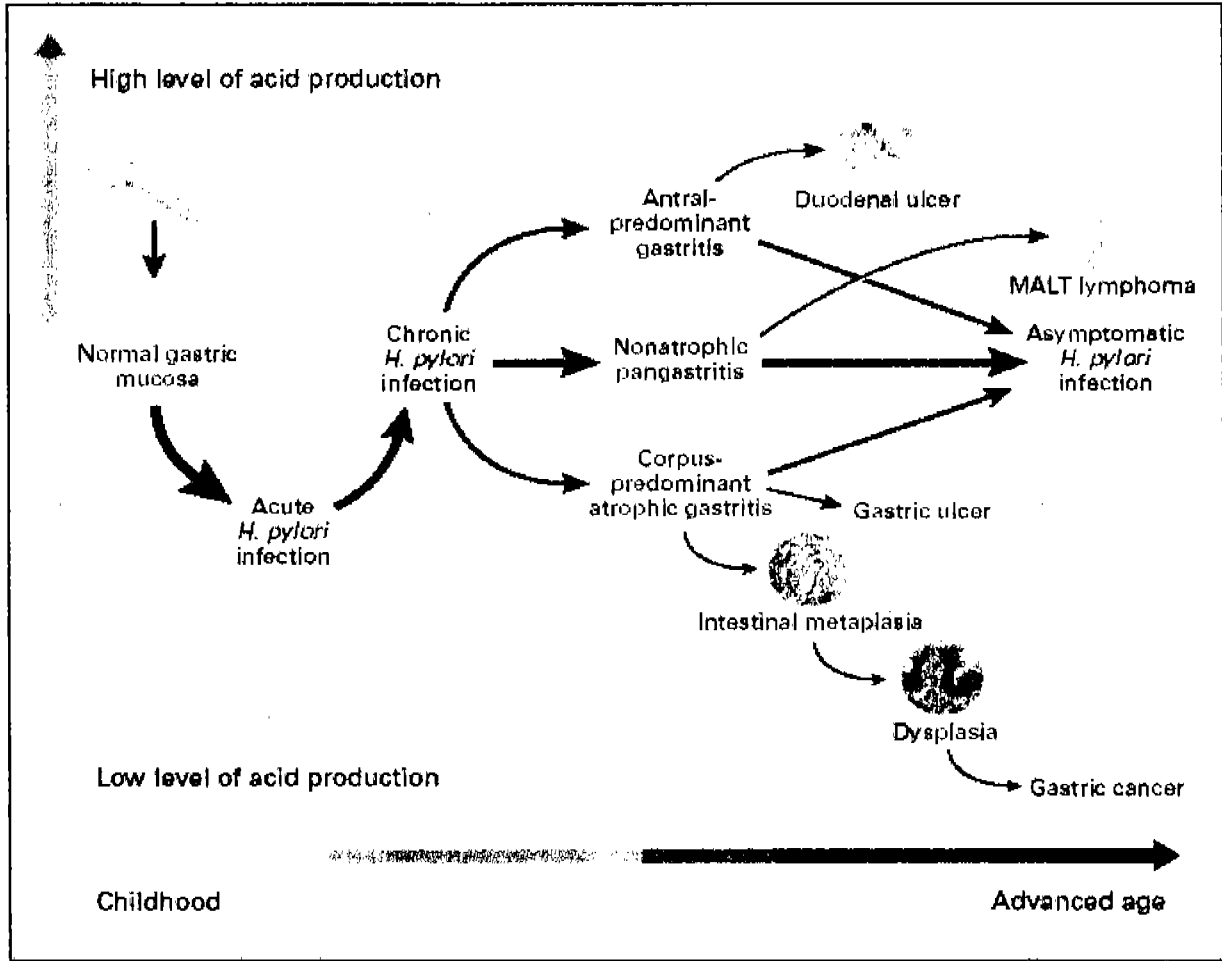 High level of acid production
Antral-
predominant
gastritis
Duodenal ulcer
MALT lymphoma
Normal gastric
mucosa
Chronic
H. pylori
infection
Nonatrophic
pangastritis
Asymptomatic
H. pylori
infection
Acute
H. pylori
infection
Corpus-
predominant
atrophic gastritis
Gastric ulcer
Intestinal metaplasia
Dysplasia
Gastric cancer
Low level of acid production
Childhood
Advanced age